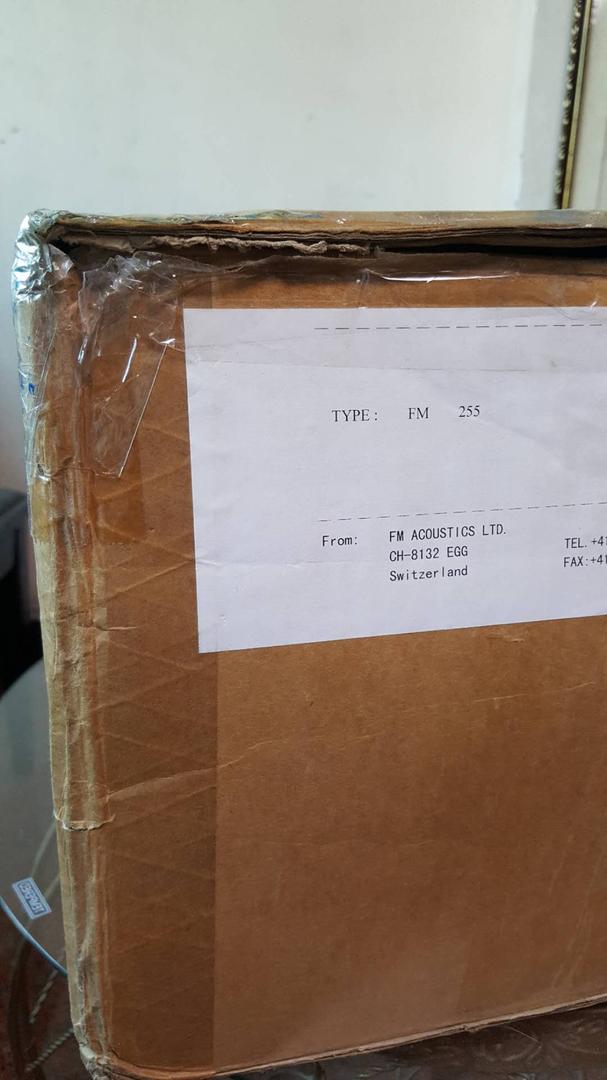 TYPE: FM 255
From: FM ACOUSTICS LTD.
CH-8132 EGG
Switzerland
TEL.+41
FAX:+41